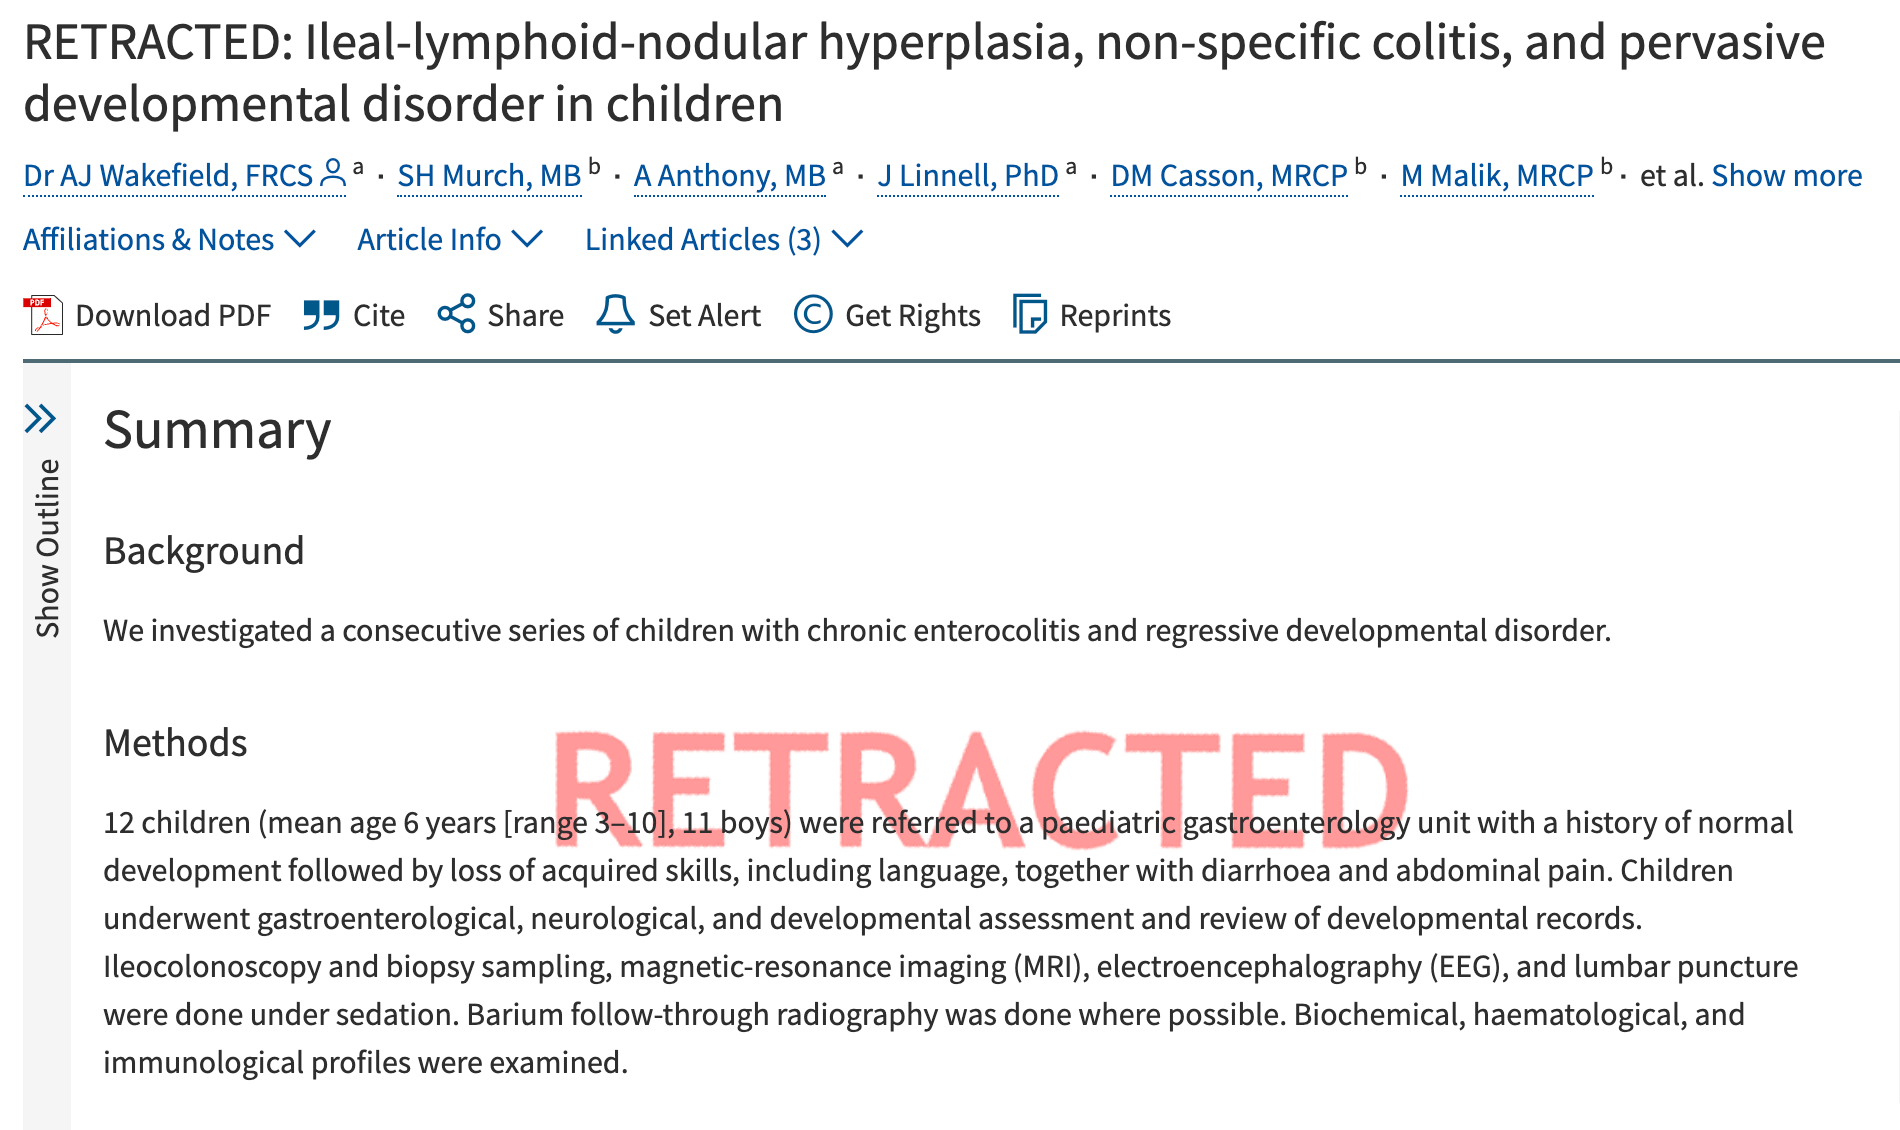 RETRACTED: Ileal-lymphoid-nodular hyperplasia, non-specific colitis, and pervasive
developmental disorder in children
Dr AJ Wakefield, FRCS a · SH Murch, MB b · A Anthony, MB a · J Linnell, PhD a · DM Casson, MRCP b · M Malik, MRCP b · et al. Show more
Affiliations & Notes Article Info Linked Articles (3)
PDF Download PDF Cite Share Set Alert © Get Rights Reprints
Show Outline
Summary
Background
We investigated a consecutive series of children with chronic enterocolitis and regressive developmental disorder.
Methods
RETRACTED
12 children (mean age 6 years [range 3–10], 11 boys) were referred to a paediatric gastroenterology unit with a history of normal
development followed by loss of acquired skills, including language, together with diarrhoea and abdominal pain. Children
underwent gastroenterological, neurological, and developmental assessment and review of developmental records.
Ileocolonoscopy and biopsy sampling, magnetic-resonance imaging (MRI), electroencephalography (EEG), and lumbar puncture
were done under sedation. Barium follow-through radiography was done where possible. Biochemical, haematological, and
immunological profiles were examined.